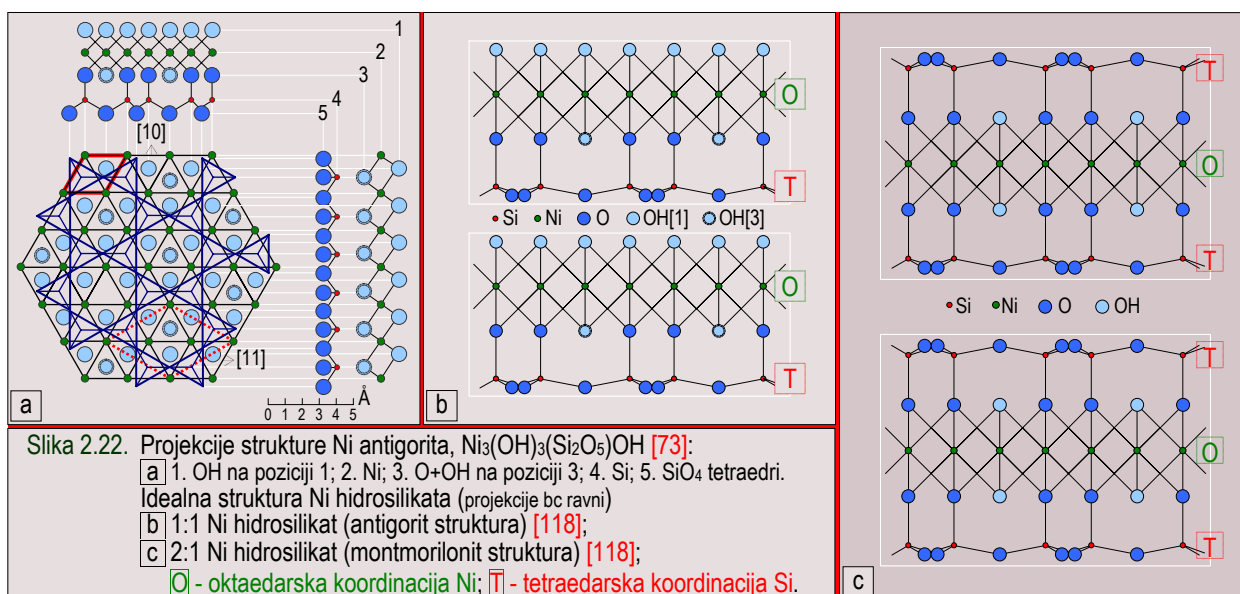 1
2
3
4
5
[10]
[11]
Å
0 1 2 3 4 5
a
O
T
Si Ni O OH[1] OH[3]
O
T
b
T
O
T
Si Ni O OH
T
O
T
c
Slika 2.22. Projekcije strukture Ni antigorita, Ni₃(OH)₃(Si₂O₅)OH [73]:
a 1. OH na poziciji 1; 2. Ni; 3. O+OH na poziciji 3; 4. Si; 5. SiO₄ tetraedri.
Idealna struktura Ni hidrosilikata (projekcije bc ravni)
b 1:1 Ni hidrosilikat (antigorit struktura) [118];
c 2:1 Ni hidrosilikat (montmorilonit struktura) [118];
O - oktaedarska koordinacija Ni; T - tetraedarska koordinacija Si.